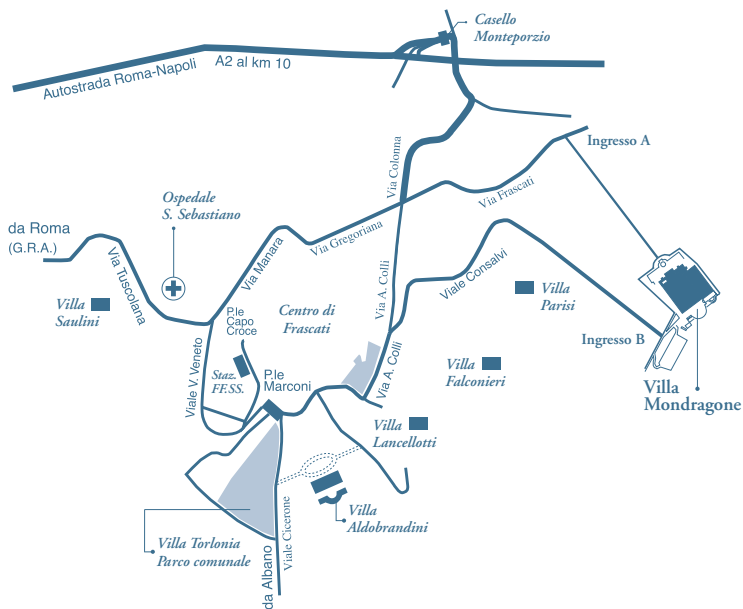 Casello
Monteporzio
Autostrada Roma-Napoli
A2 al km 10
Ingresso A
Via Colonna
Via Frascati
Ospedale
S. Sebastiano
da Roma
(G.R.A.)
Via Tuscolana
Via Manara
Via Gregoriana
Via A. Colli
Viale Consalvi
Villa
Saulini
P.le
Capo
Croce
Centro di
Frascati
Villa
Parisi
Ingresso B
Viale V. Veneto
Staz.
FF.SS.
P.le
Marconi
Via A. Colli
Villa
Falconieri
Villa
Mondragone
Villa
Lancellotti
Villa
Aldobrandini
Viale Cicerone
Villa Torlonia
Parco comunale
da Albano